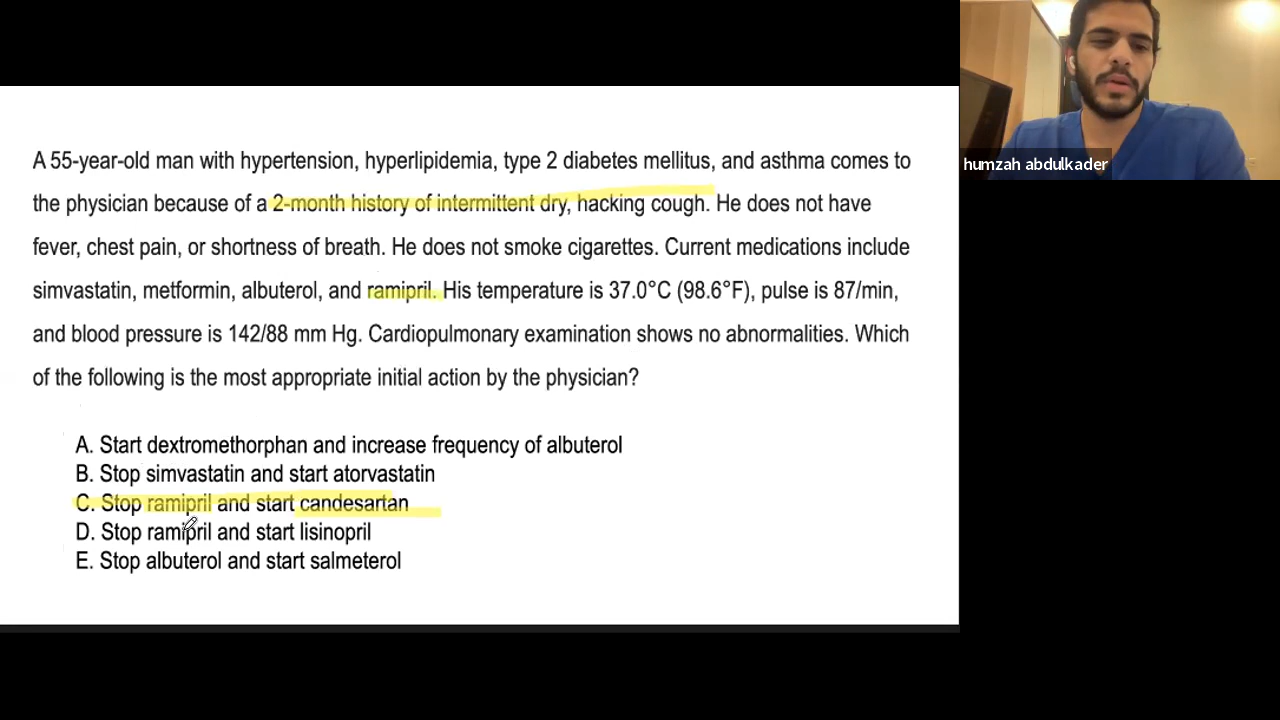 A 55-year-old man with hypertension, hyperlipidemia, type 2 diabetes mellitus, and asthma comes to
the physician because of a 2-month history of intermittent dry, hacking cough. He does not have
fever, chest pain, or shortness of breath. He does not smoke cigarettes. Current medications include
simvastatin, metformin, albuterol, and ramipril. His temperature is 37.0°C (98.6°F), pulse is 87/min,
and blood pressure is 142/88 mm Hg. Cardiopulmonary examination shows no abnormalities. Which
of the following is the most appropriate initial action by the physician?
A. Start dextromethorphan and increase frequency of albuterol
B. Stop simvastatin and start atorvastatin
C. Stop ramipril and start candesartan
D. Stop ramipril and start lisinopril
E. Stop albuterol and start salmeterol
humzah abdulkader